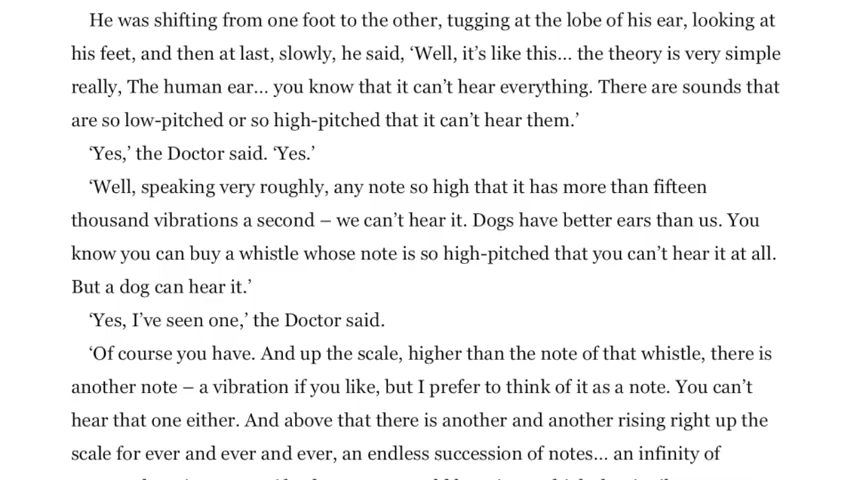 He was shifting from one foot to the other, tugging at the lobe of his ear, looking at
his feet, and then at last, slowly, he said, ‘Well, it’s like this... the theory is very simple
really, The human ear... you know that it can’t hear everything. There are sounds that
are so low-pitched or so high-pitched that it can’t hear them.’
‘Yes,’ the Doctor said. ‘Yes.’
‘Well, speaking very roughly, any note so high that it has more than fifteen
thousand vibrations a second – we can’t hear it. Dogs have better ears than us. You
know you can buy a whistle whose note is so high-pitched that you can’t hear it at all.
But a dog can hear it.’
‘Yes, I’ve seen one,’ the Doctor said.
‘Of course you have. And up the scale, higher than the note of that whistle, there is
another note – a vibration if you like, but I prefer to think of it as a note. You can’t
hear that one either. And above that there is another and another rising right up the
scale for ever and ever and ever, an endless succession of notes... an infinity of